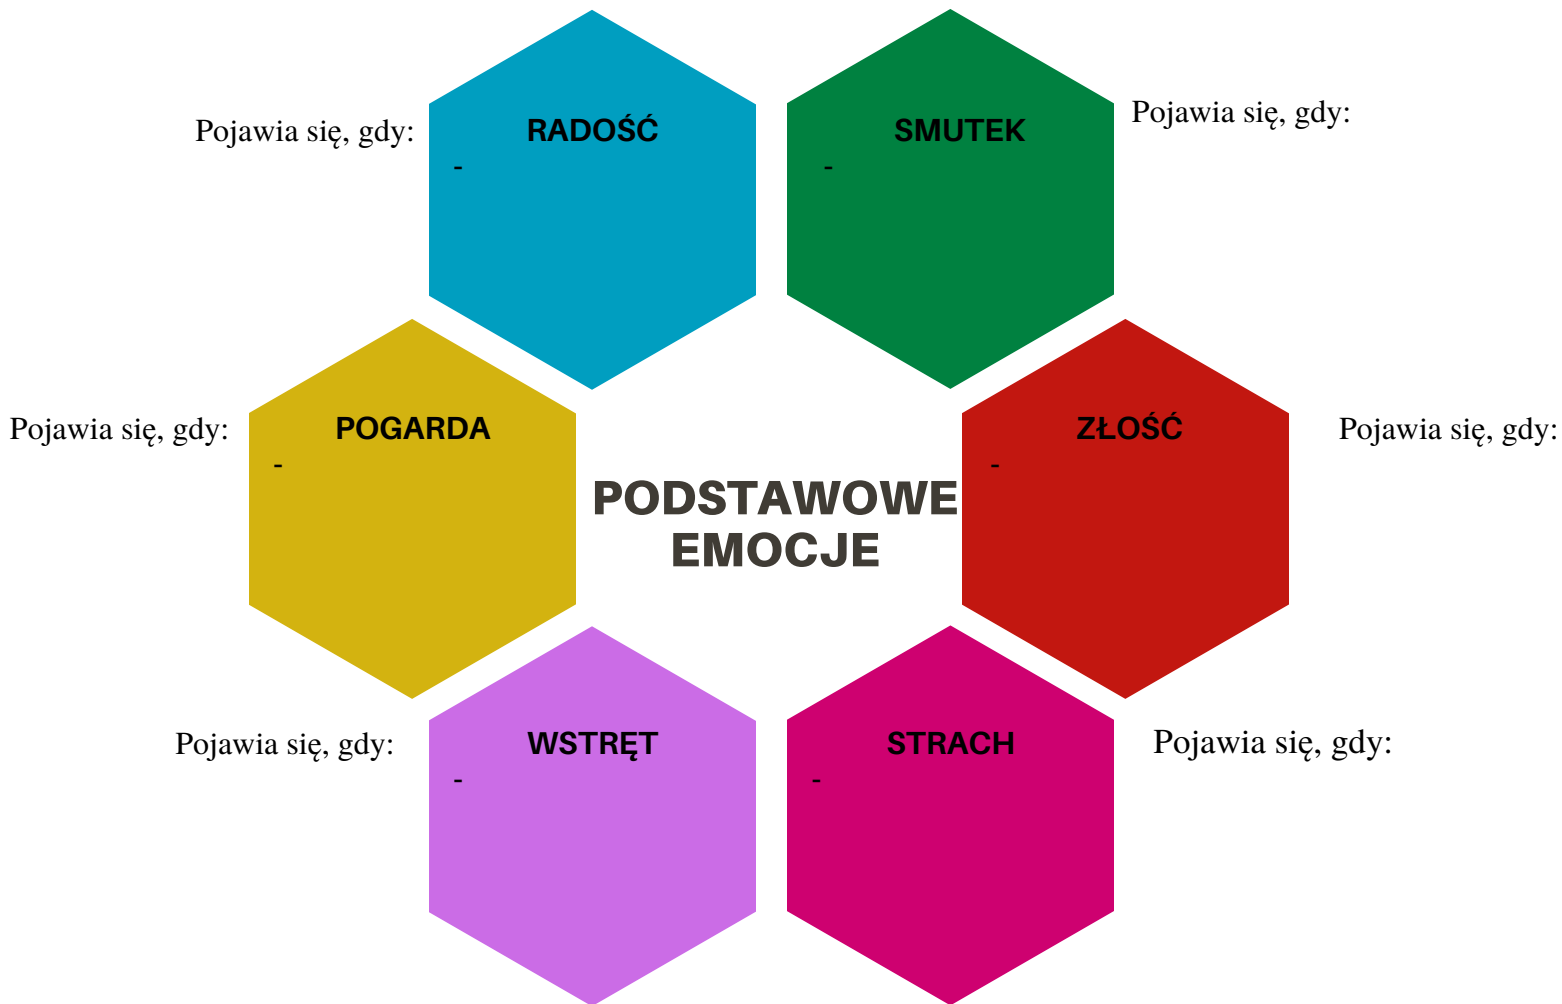 Pojawia się, gdy:
RADOŚĆ
-
SMUTEK
-
Pojawia się, gdy:
Pojawia się, gdy:
POGARDA
-
PODSTAWOWE
EMOCJE
ZŁOŚĆ
-
Pojawia się, gdy:
Pojawia się, gdy:
WSTRĘT
-
STRACH
-
Pojawia się, gdy: